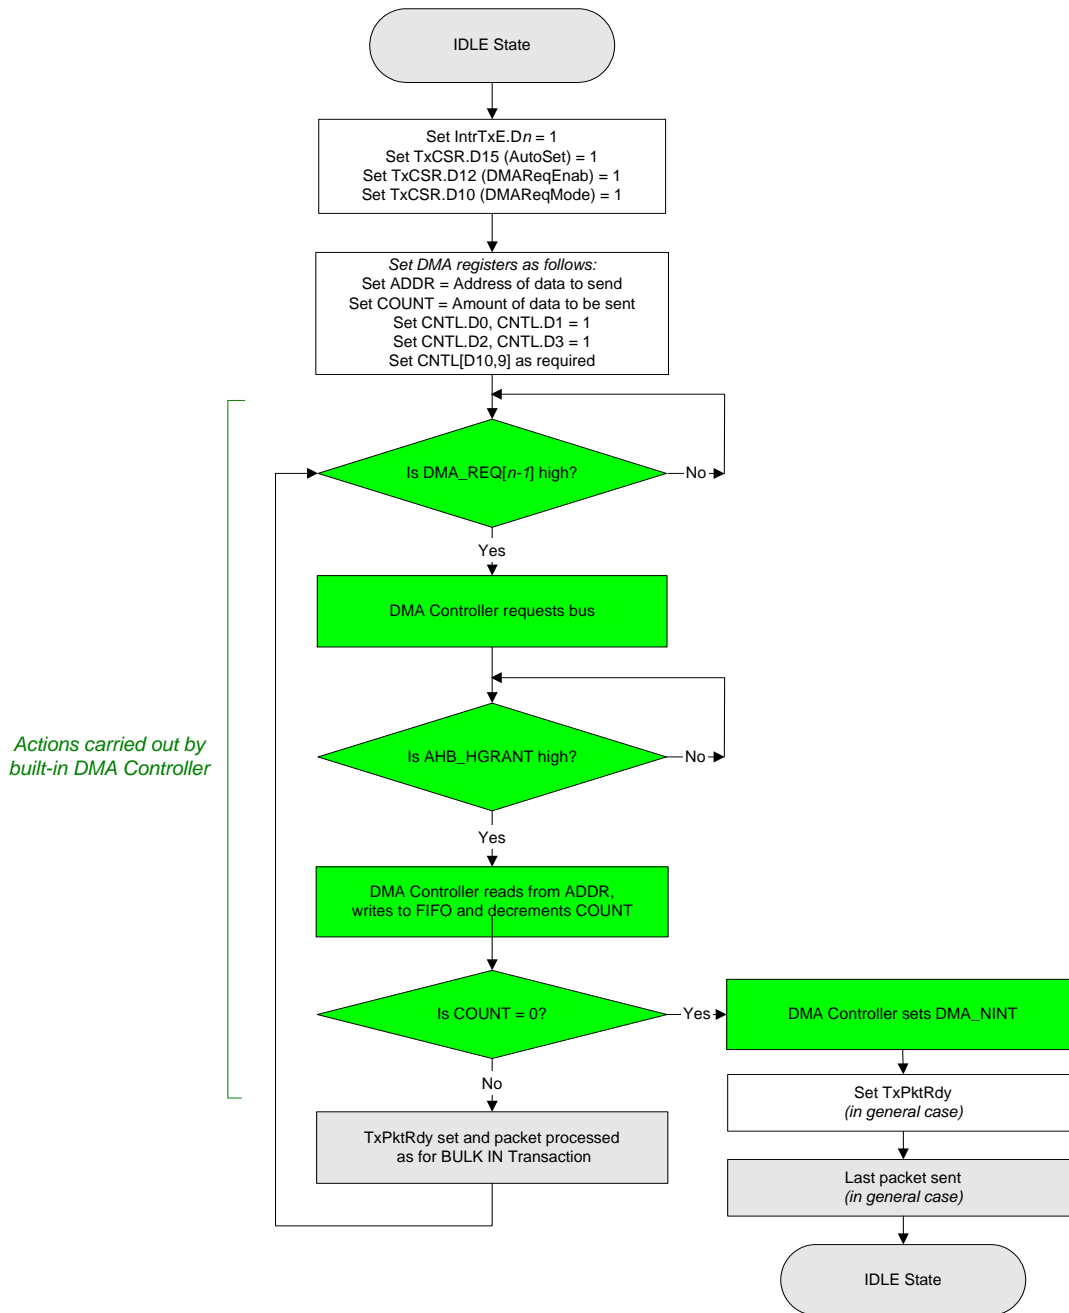 IDLE State
Set IntrTxE.Dn = 1
Set TxCSR.D15 (AutoSet) = 1
Set TxCSR.D12 (DMAReqEnab) = 1
Set TxCSR.D10 (DMAReqMode) = 1
Set DMA registers as follows:
Set ADDR = Address of data to send
Set COUNT = Amount of data to be sent
Set CNTL.D0, CNTL.D1 = 1
Set CNTL.D2, CNTL.D3 = 1
Set CNTL[D10,9] as required
Is DMA_REQ[n-1] high?
No
Yes
DMA Controller requests bus
Actions carried out by
built-in DMA Controller
Is AHB_HGRANT high?
No
Yes
DMA Controller reads from ADDR,
writes to FIFO and decrements COUNT
Is COUNT = 0?
Yes
DMA Controller sets DMA_NINT
No
Set TxPktRdy
(in general case)
TxPktRdy set and packet processed
as for BULK IN Transaction
Last packet sent
(in general case)
IDLE State